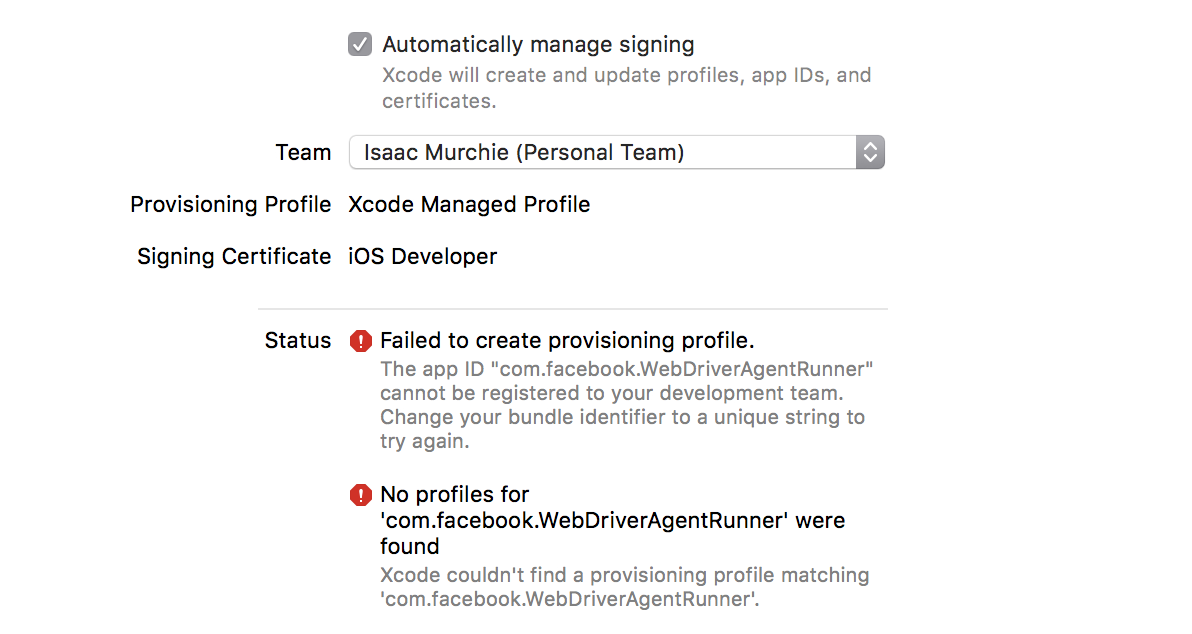 Automatically manage signing
Xcode will create and update profiles, app IDs, and
certificates.
Team Isaac Murchie (Personal Team)
Provisioning Profile Xcode Managed Profile
Signing Certificate iOS Developer
Status Failed to create provisioning profile.
The app ID "com.facebook.WebDriverAgentRunner"
cannot be registered to your development team.
Change your bundle identifier to a unique string to
try again.
No profiles for
'com.facebook.WebDriverAgentRunner' were
found
Xcode couldn't find a provisioning profile matching
'com.facebook.WebDriverAgentRunner'.